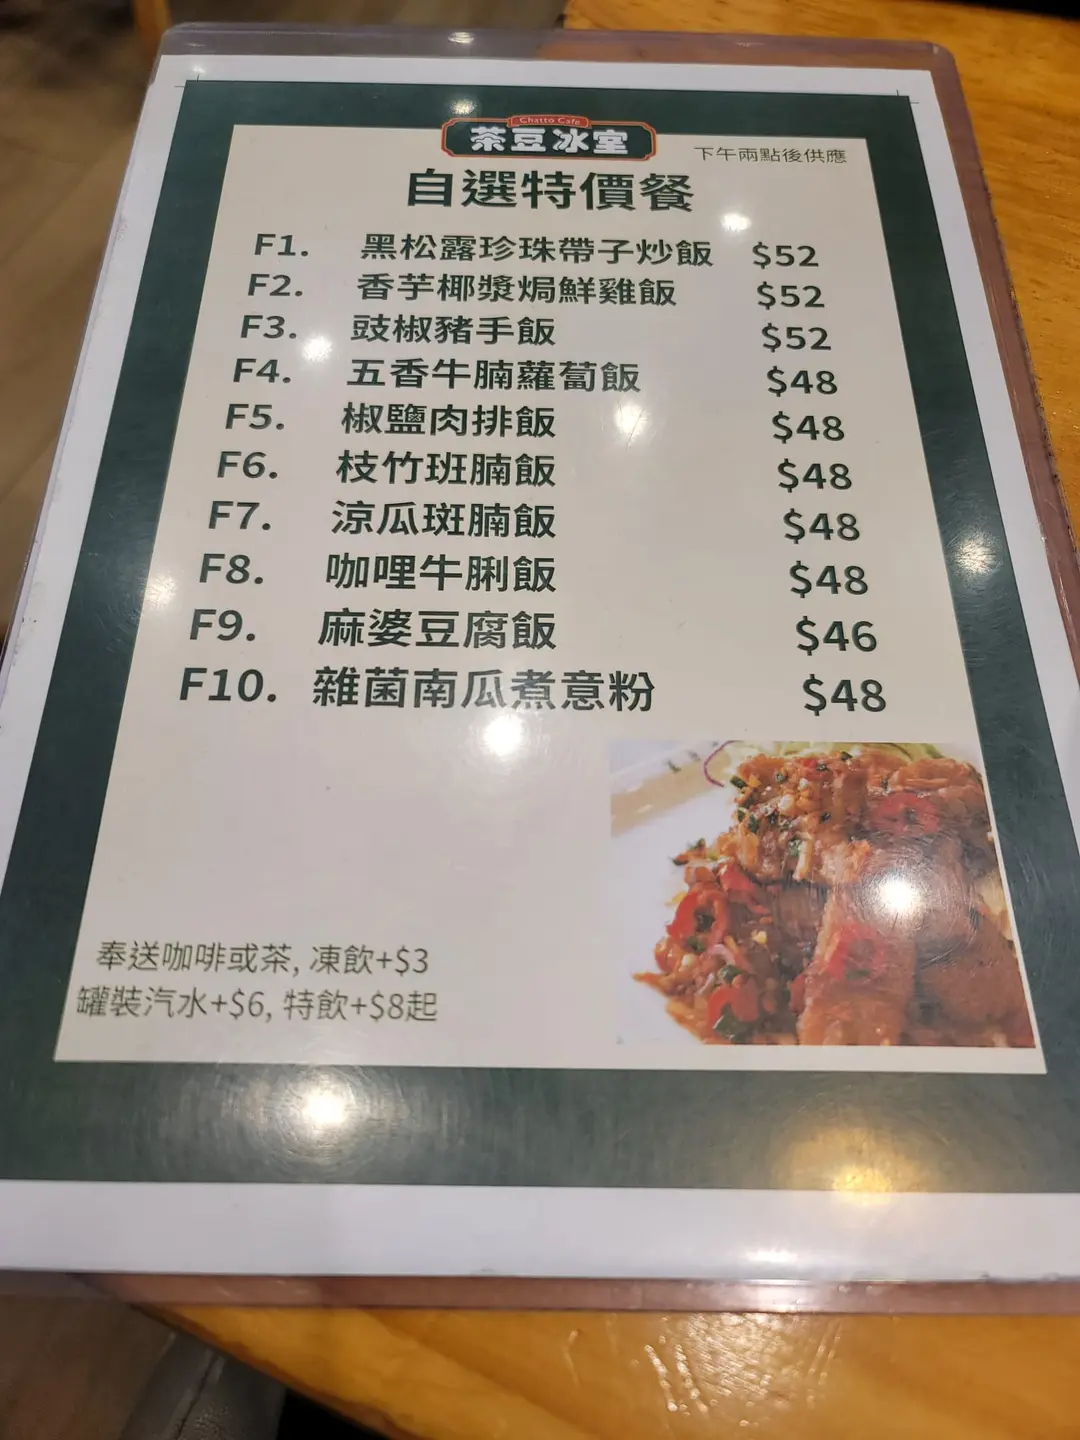 Chatto Cafe
茶豆冰室
下午兩點後供應
自選特價餐
F1. 黑松露珍珠帶子炒飯 $52
F2. 香芋椰漿焗鮮雞飯 $52
F3. 豉椒豬手飯 $52
F4. 五香牛腩蘿蔔飯 $48
F5. 椒鹽肉排飯 $48
F6. 枝竹班腩飯 $48
F7. 涼瓜斑腩飯 $48
F8. 咖哩牛脷飯 $48
F9. 麻婆豆腐飯 $46
F10. 雜菌南瓜煮意粉 $48
奉送咖啡或茶, 凍飲+$3
罐裝汽水+$6, 特飲+$8起